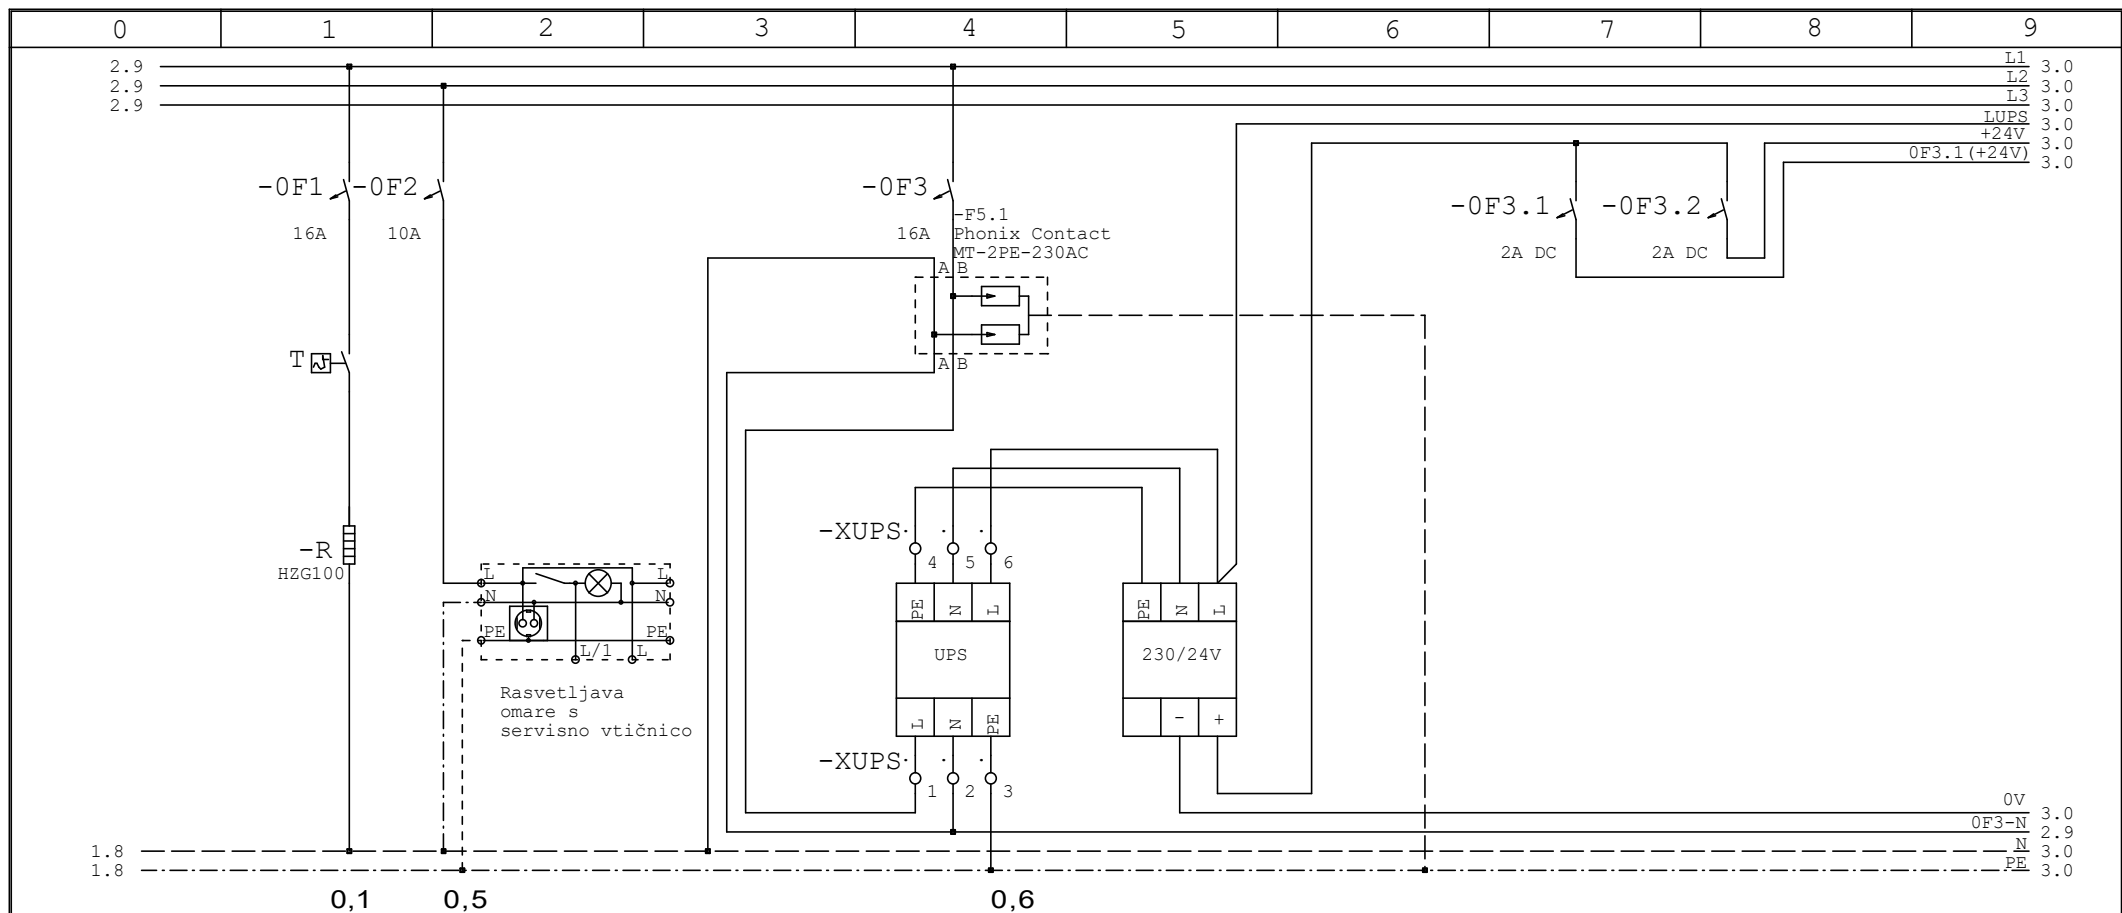 0 1 2 3 4 5 6 7 8 9
2.9 L1 3.0
2.9 L2 3.0
2.9 L3 3.0
LUPS 3.0
+24V 3.0
0F3.1(+24V) 3.0
-0F1 -0F2 -0F3 -0F3.1 -0F3.2
16A 10A 16A 2A DC 2A DC
-F5.1
Phonix Contact
MT-2PE-230AC
A B
A B
T
-R
HZG100
L L
N N
PE PE
L/1 L
Rasvetljava
omare s
servisno vtičnico
-XUPS
4 5 6
PE N L
UPS
L N PE
-XUPS
1 2 3
PE N L
230/24V
- +
0V 3.0
0F3-N 2.9
1.8 N 3.0
1.8 PE 3.0
0,1 0,5 0,6